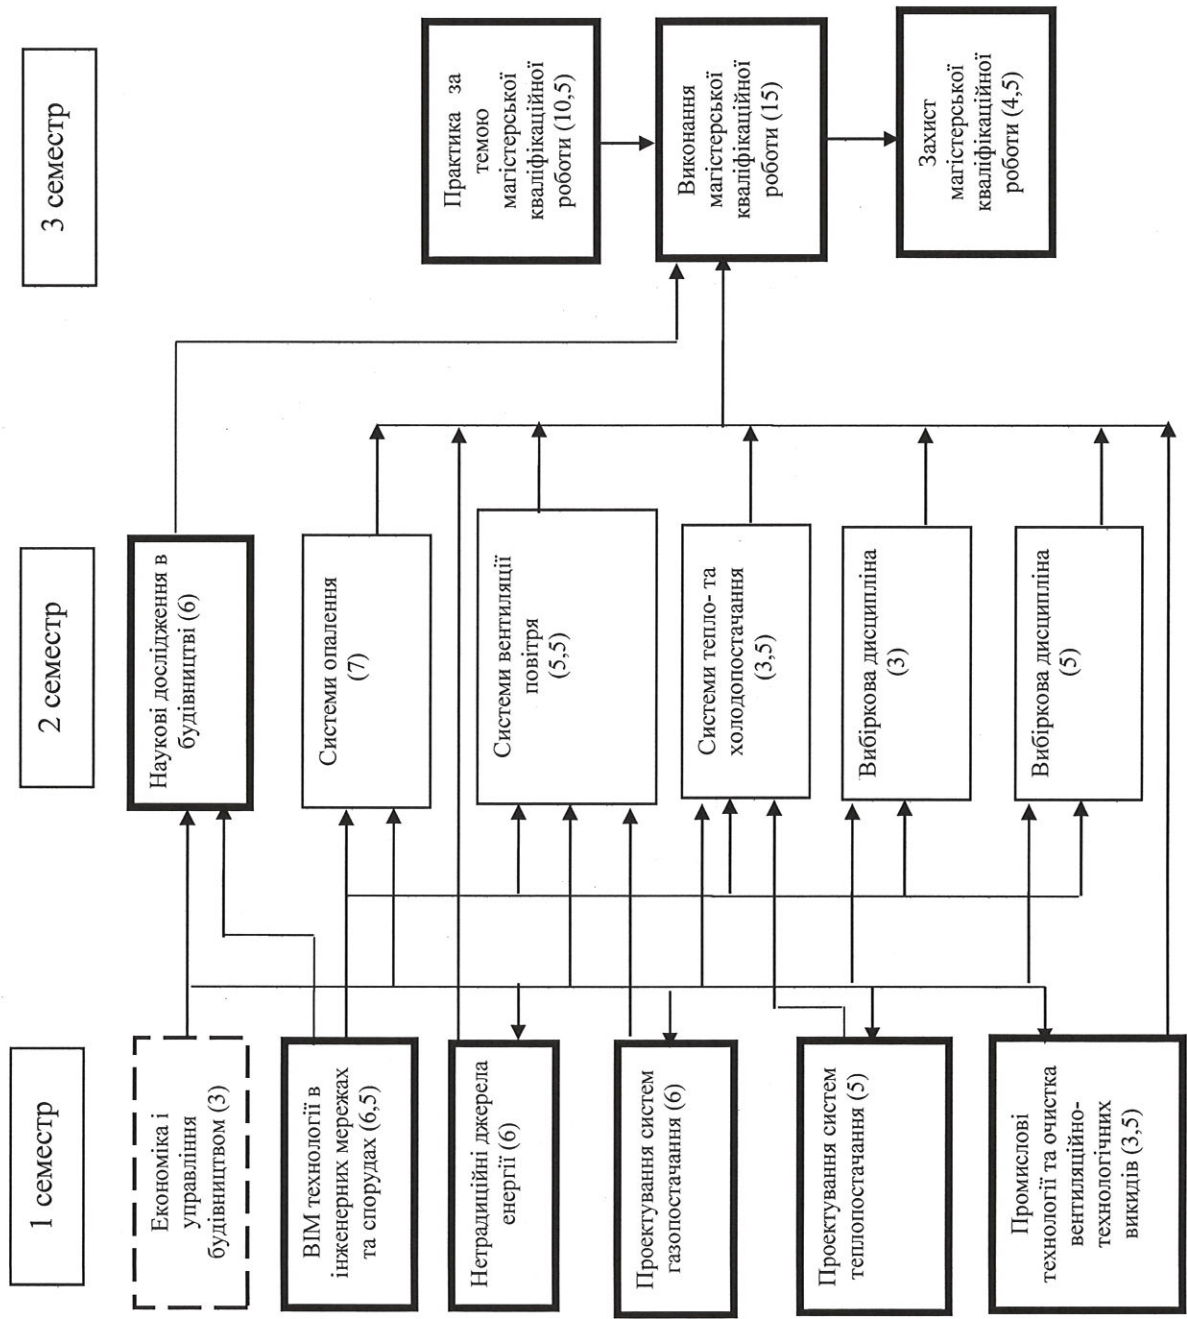 1 семестр
Економіка і
управління
будівництвом (3)
ВІМ технології в
інженерних мережах
та спорудах (6,5)
Нетрадиційні джерела
енергії (6)
Проектування систем
газопостачання (6)
Проектування систем
теплопостачання (5)
Промислові
технології та очистка
вентиляційно-
технологічних
викидів (3,5)
2 семестр
Наукові дослідження в
будівництві (6)
Системи опалення
(7)
Системи вентиляції
повітря
(5,5)
Системи тепло- та
холодопостачання
(3,5)
Вибіркова дисципліна
(3)
Вибіркова дисципліна
(5)
3 семестр
Практика за
темою
магістерської
кваліфікаційної
роботи (10,5)
Виконання
магістерської
кваліфікаційної
роботи (15)
Захист
магістерської
кваліфікаційної
роботи (4,5)